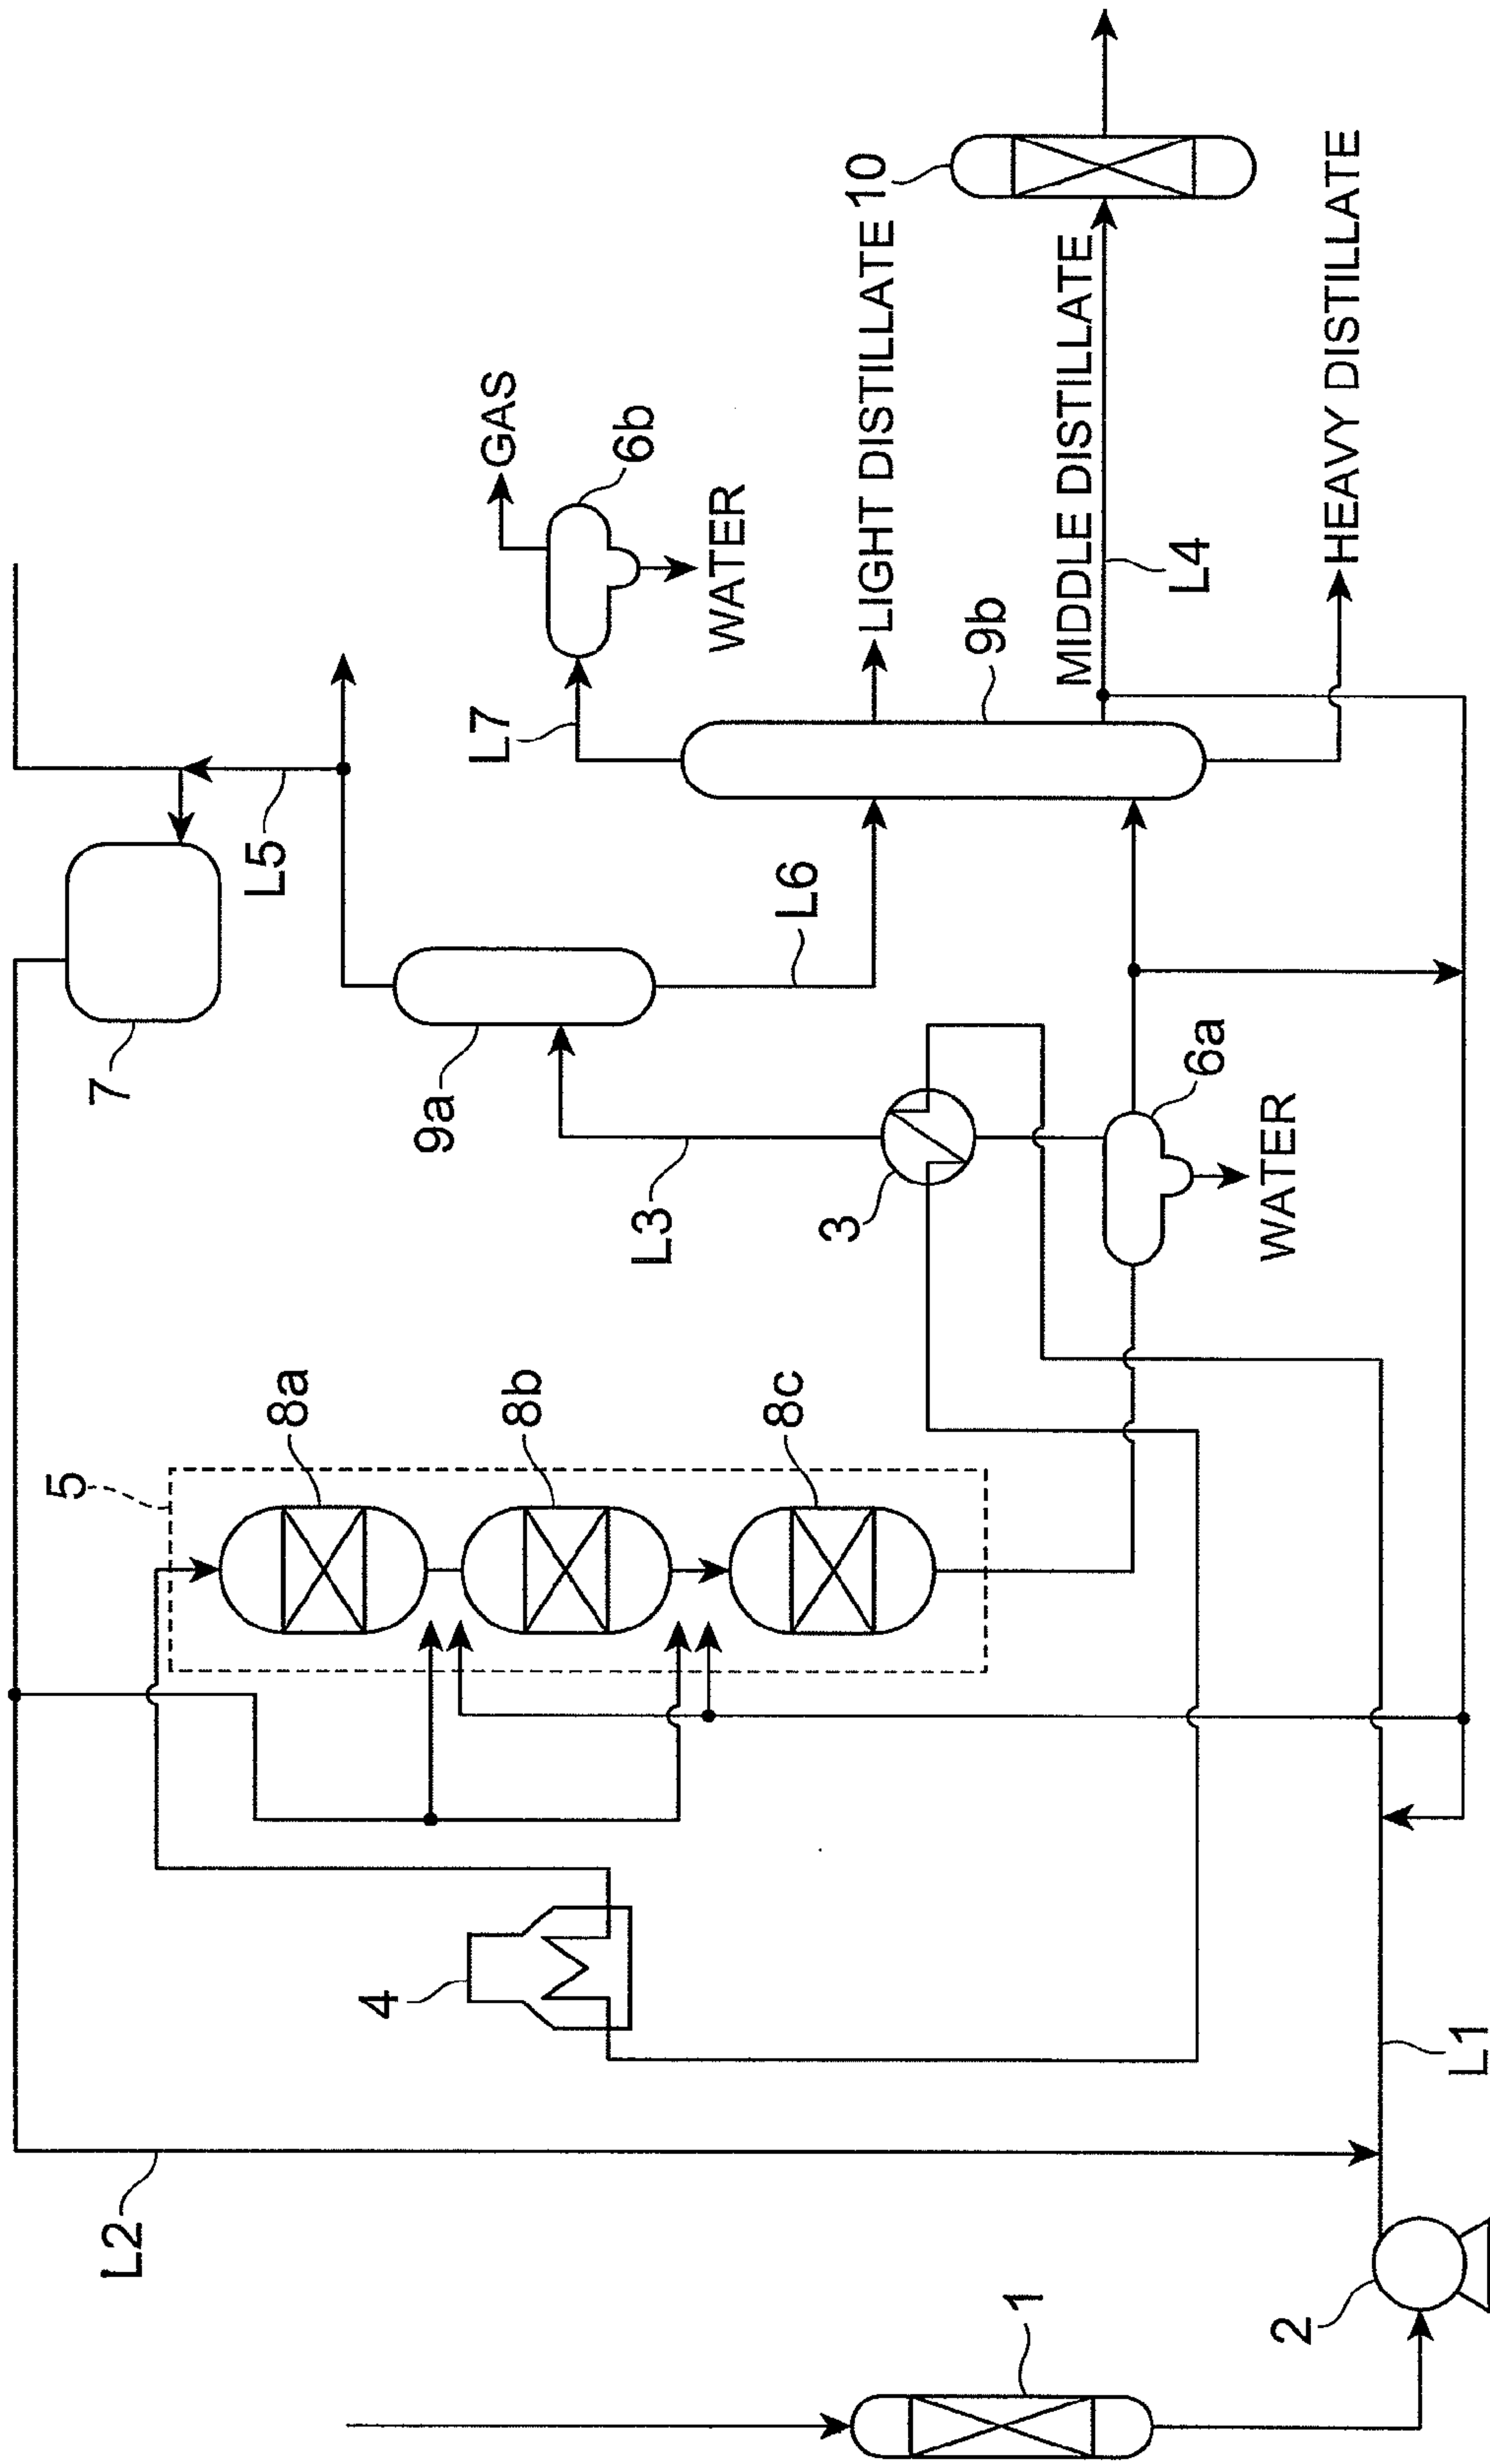 GAS
6b
WATER
L7
LIGHT DISTILLATE
10
MIDDLE DISTILLATE
L4
HEAVY DISTILLATE
9b
L5
7
L6
9a
L3
3
6a
WATER
5
8a
8b
8c
4
L2
L1
1
2